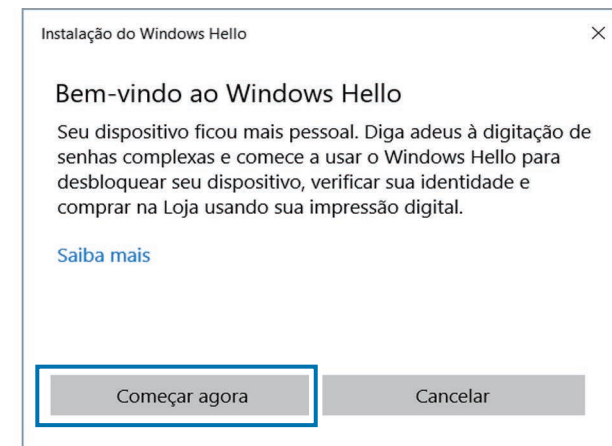 Instalação do Windows Hello
Bem-vindo ao Windows Hello
Seu dispositivo ficou mais pessoal. Diga adeus à digitação de
senhas complexas e comece a usar o Windows Hello para
desbloquear seu dispositivo, verificar sua identidade e
comprar na Loja usando sua impressão digital.
Saiba mais
Começar agora
Cancelar